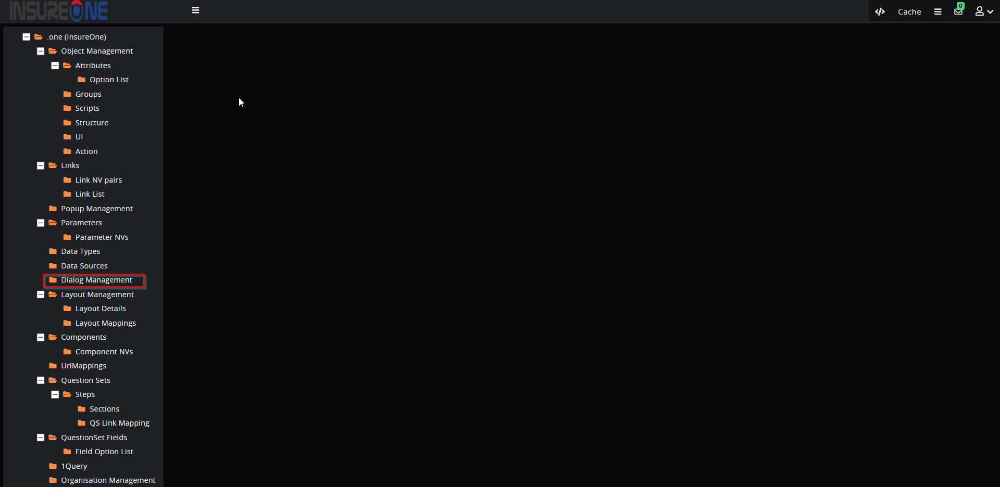 INSUREONE
Cache
0
.one (InsureOne)
Object Management
Attributes
Option List
Groups
Scripts
Structure
UI
Action
Links
Link NV pairs
Link List
Popup Management
Parameters
Parameter NVs
Data Types
Data Sources
Dialog Management
Layout Management
Layout Details
Layout Mappings
Components
Component NVs
UrlMappings
Question Sets
Steps
Sections
QS Link Mapping
QuestionSet Fields
Field Option List
1Query
Organisation Management